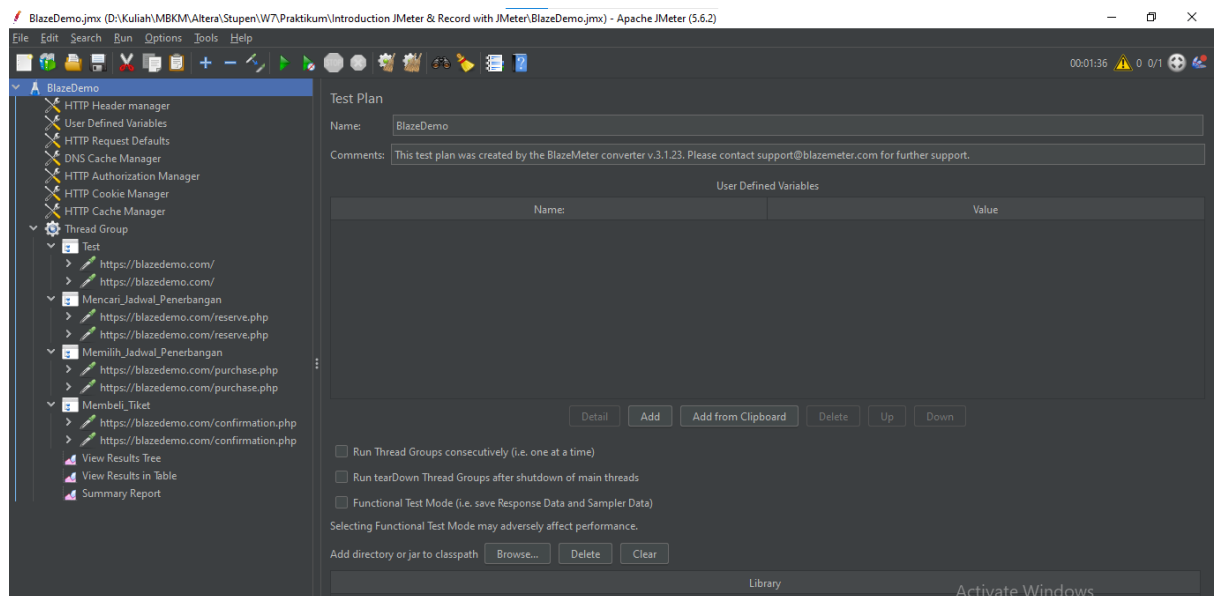 BlazeDemo.jmx (D:\Kuliah\MBKM\Altera\Stupen\W7\Praktikum\Introduction JMeter & Record with JMeter\BlazeDemo.jmx) - Apache JMeter (5.6.2)
File Edit Search Run Options Tools Help
00:01:36 0 0/1
BlazeDemo
HTTP Header manager
User Defined Variables
HTTP Request Defaults
DNS Cache Manager
HTTP Authorization Manager
HTTP Cookie Manager
HTTP Cache Manager
Thread Group
Test
https://blazedemo.com/
https://blazedemo.com/
Mencari_Jadwal_Penerbangan
https://blazedemo.com/reserve.php
https://blazedemo.com/reserve.php
Memilih_Jadwal_Penerbangan
https://blazedemo.com/purchase.php
https://blazedemo.com/purchase.php
Membeli_Tiket
https://blazedemo.com/confirmation.php
https://blazedemo.com/confirmation.php
View Results Tree
View Results in Table
Summary Report
Test Plan
Name: BlazeDemo
Comments: This test plan was created by the BlazeMeter converter v.3.1.23. Please contact support@blazemeter.com for further support.
User Defined Variables
Name: Value
Detail Add Add from Clipboard Delete Up Down
Run Thread Groups consecutively (i.e. one at a time)
Run tearDown Thread Groups after shutdown of main threads
Functional Test Mode (i.e. save Response Data and Sampler Data)
Selecting Functional Test Mode may adversely affect performance.
Add directory or jar to classpath Browse... Delete Clear
Library
Activate Windows